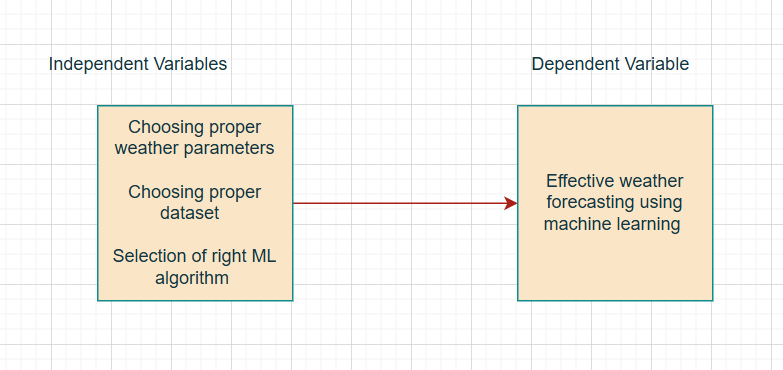 Independent Variables
Dependent Variable
Choosing proper
weather parameters
Choosing proper
dataset
Selection of right ML
algorithm
Effective weather
forecasting using
machine learning